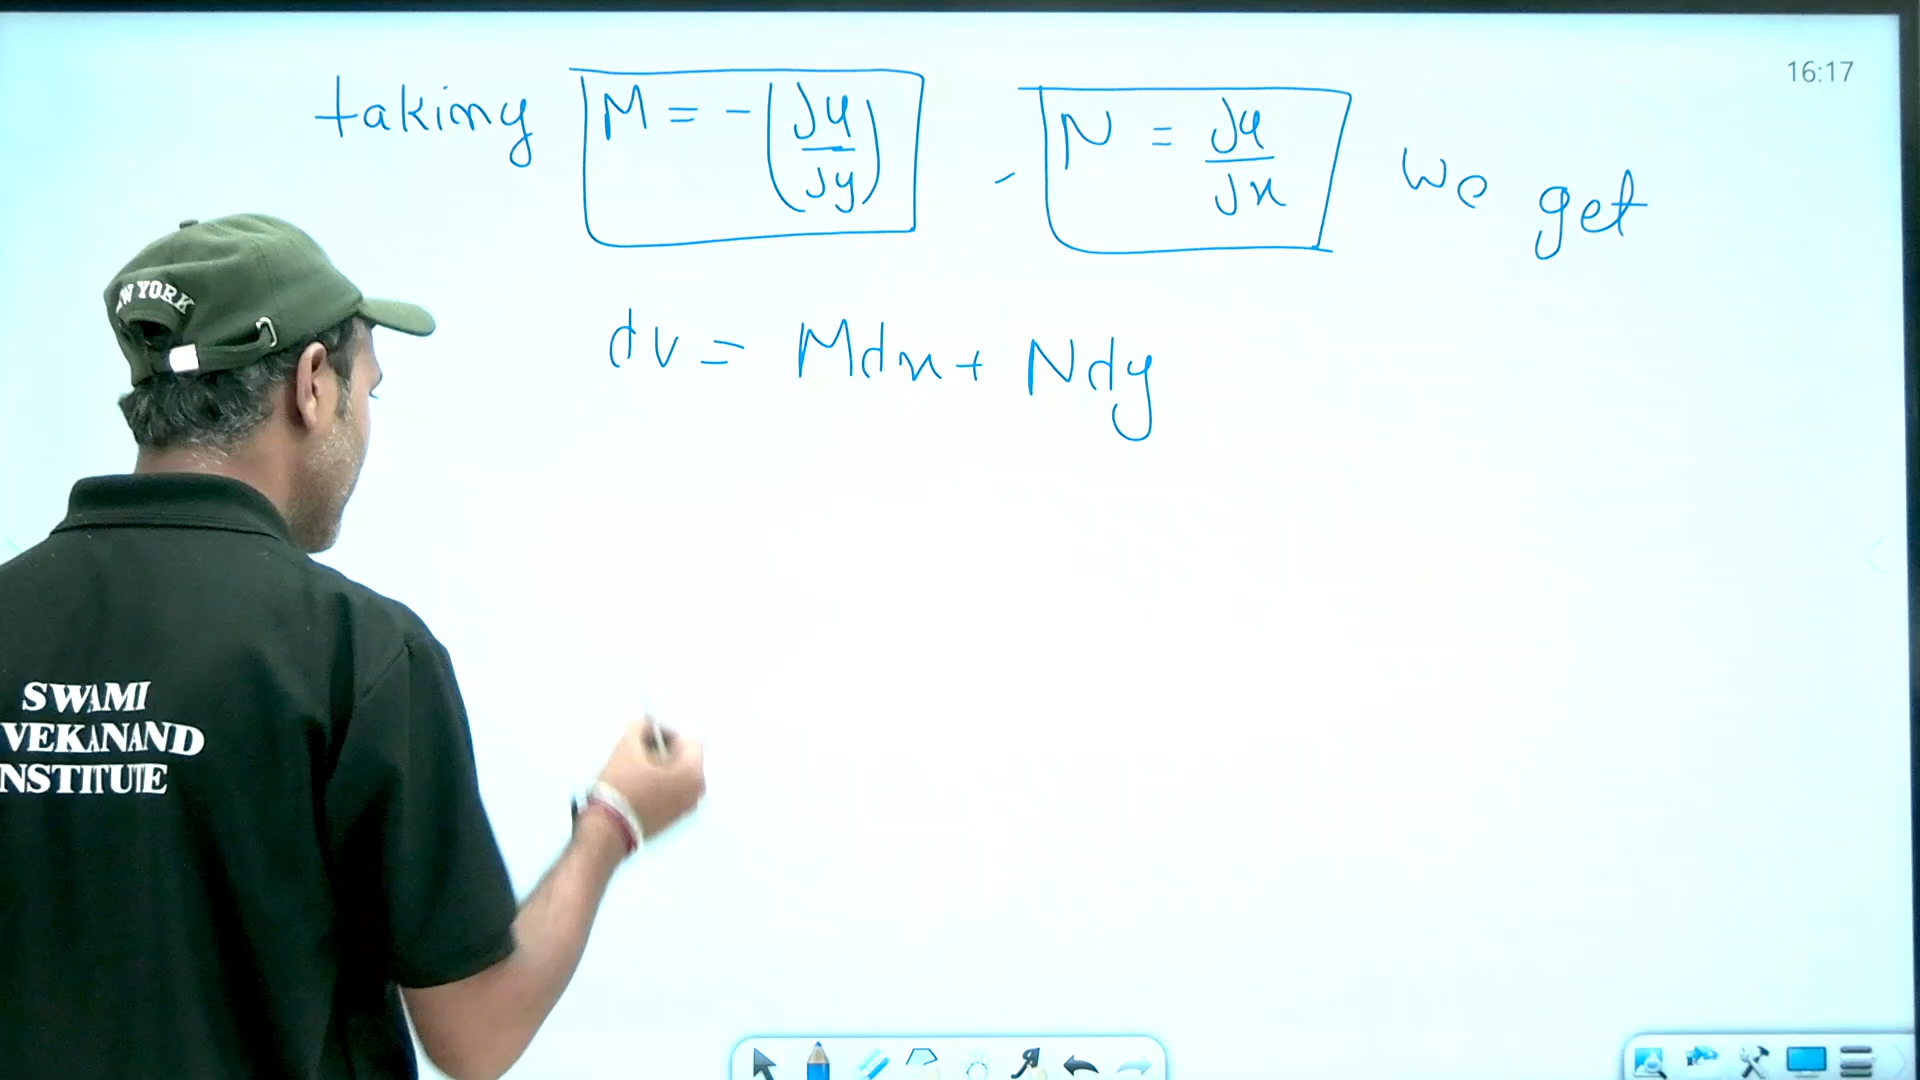 16:17
taking M = -(∂u/∂y), N = ∂u/∂x we get
dv = Mdx + Ndy
W YORK
SWAMI
VEKANAND
NSTITUTE